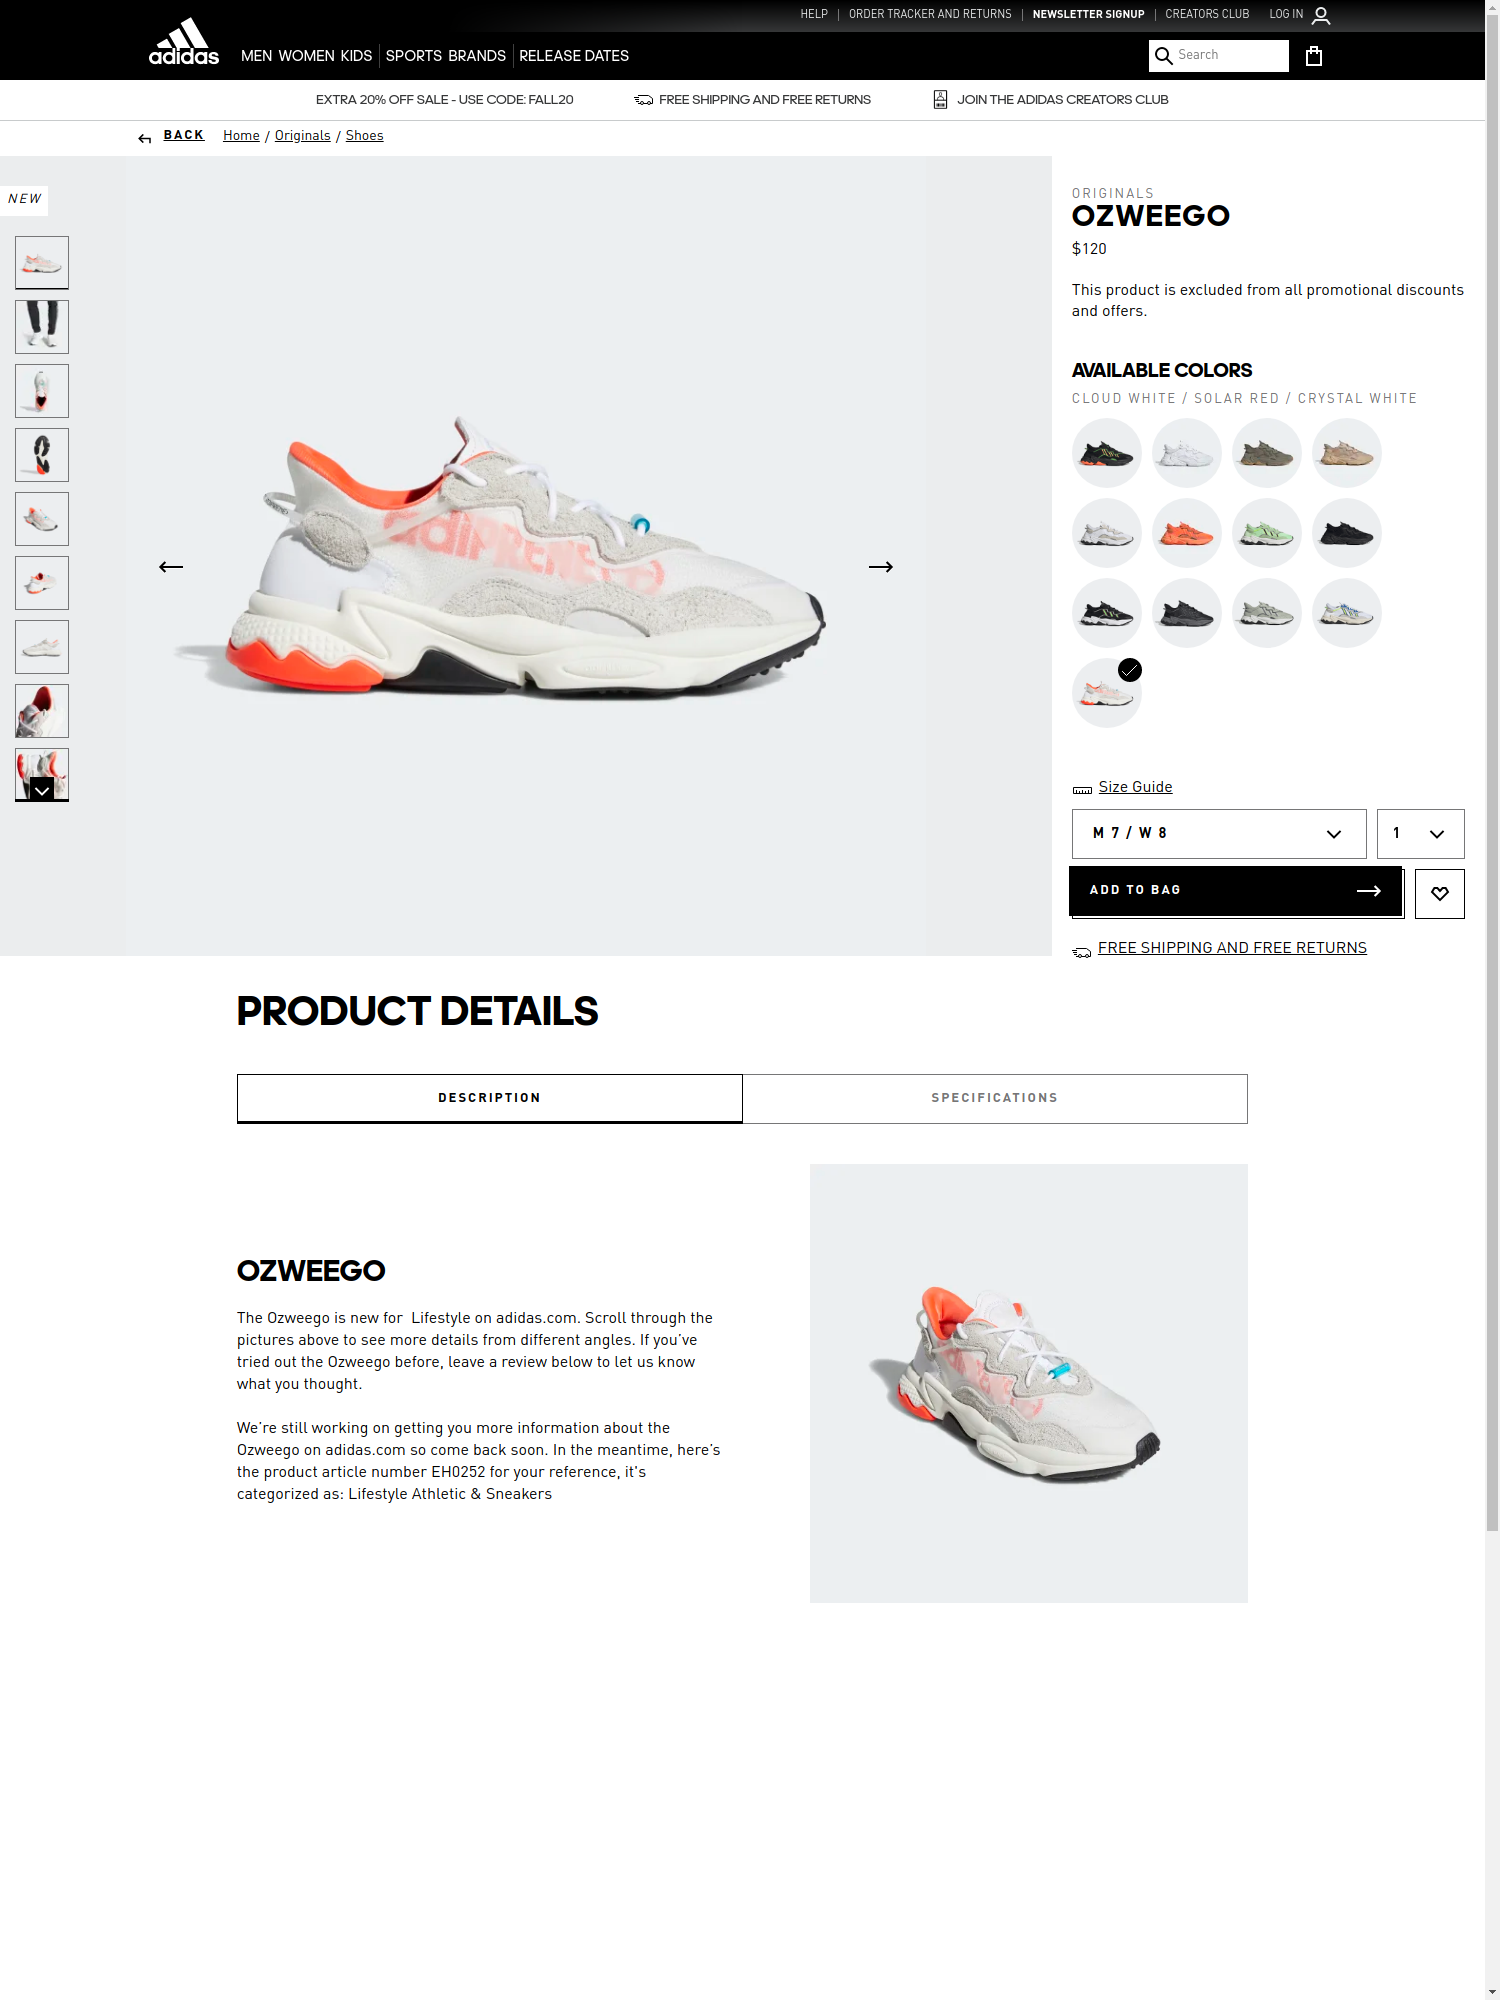 HELP
ORDER TRACKER AND RETURNS
NEWSLETTER SIGNUP
CREATORS CLUB
LOG IN
adidas
MEN WOMEN KIDS SPORTS BRANDS RELEASE DATES
Search
EXTRA 20% OFF SALE - USE CODE: FALL20
FREE SHIPPING AND FREE RETURNS
JOIN THE ADIDAS CREATORS CLUB
BACK
Home / Originals / Shoes
NEW
ORIGINALS
OZWEEGO
$120
This product is excluded from all promotional discounts
and offers.
AVAILABLE COLORS
CLOUD WHITE / SOLAR RED / CRYSTAL WHITE
Size Guide
M 7 / W 8
1
ADD TO BAG
FREE SHIPPING AND FREE RETURNS
PRODUCT DETAILS
DESCRIPTION
SPECIFICATIONS
OZWEEGO
The Ozweego is new for  Lifestyle on adidas.com. Scroll through the
pictures above to see more details from different angles. If you've
tried out the Ozweego before, leave a review below to let us know
what you thought.
We're still working on getting you more information about the
Ozweego on adidas.com so come back soon. In the meantime, here's
the product article number EH0252 for your reference, it's
categorized as: Lifestyle Athletic & Sneakers